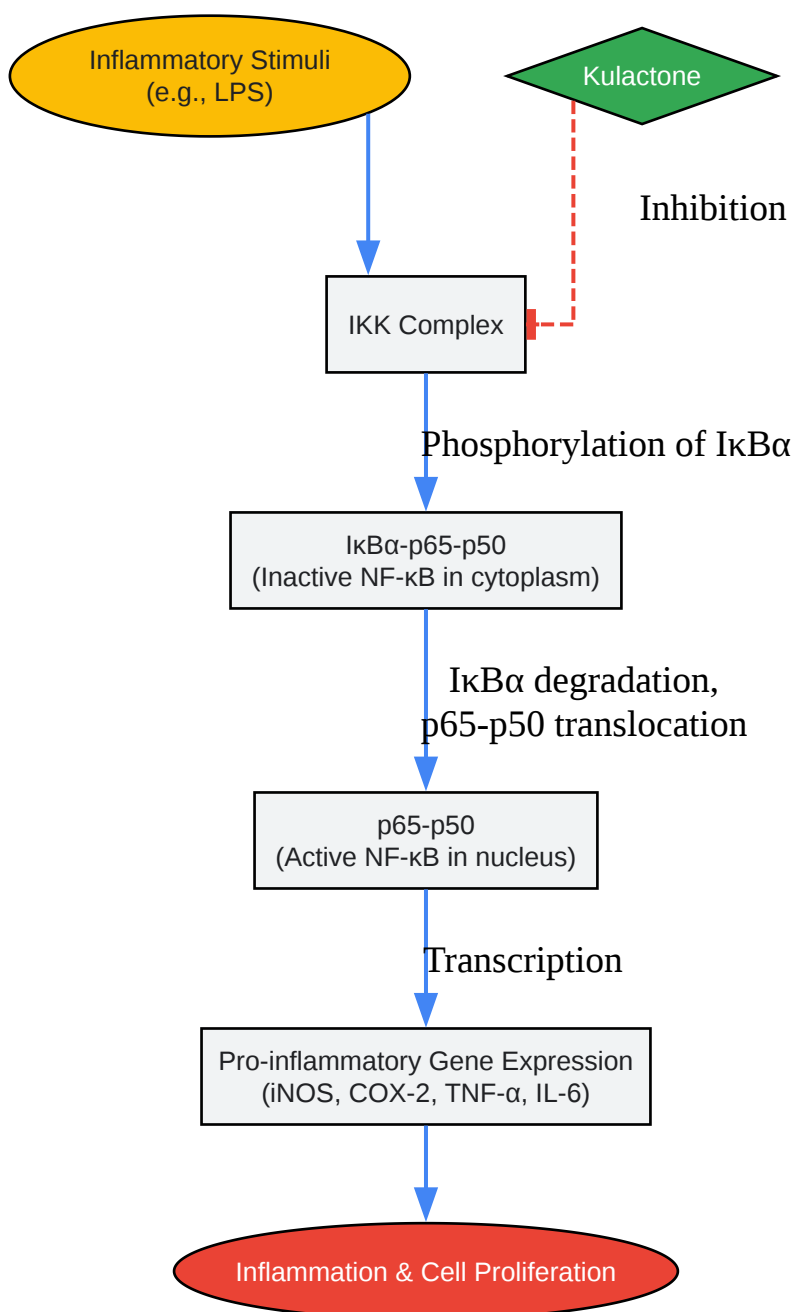 Inflammatory Stimuli
(e.g., LPS)
Kulactone
Inhibition
IKK Complex
Phosphorylation of IκBα
IκBα-p65-p50
(Inactive NF-κB in cytoplasm)
IκBα degradation,
p65-p50 translocation
p65-p50
(Active NF-κB in nucleus)
Transcription
Pro-inflammatory Gene Expression
(iNOS, COX-2, TNF-α, IL-6)
Inflammation & Cell Proliferation